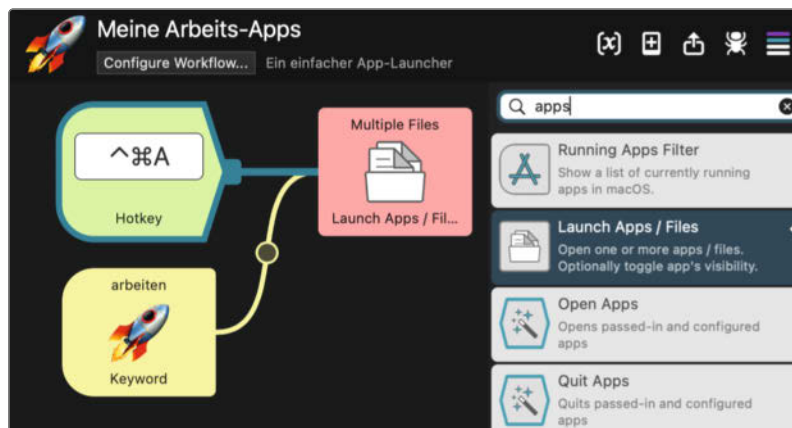 Meine Arbeits-Apps
Configure Workflow... Ein einfacher App-Launcher
^⌘A
Hotkey
Multiple Files
Launch Apps / Fil...
arbeiten
Keyword
apps
Running Apps Filter
Show a list of currently running
apps in macOS.
Launch Apps / Files
Open one or more apps / files.
Optionally toggle app's visibility.
Open Apps
Opens passed-in and configured
apps
Quit Apps
Quits passed-in and configured
apps